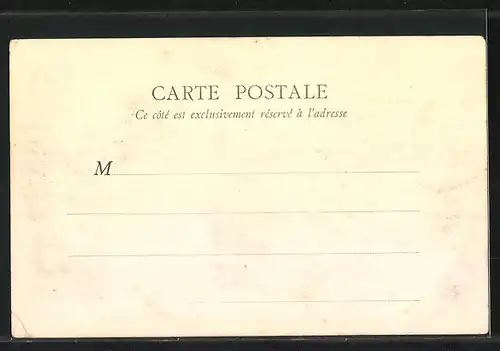 CARTE POSTALE
Ce côté est exclusivement réservé à l'adresse
M